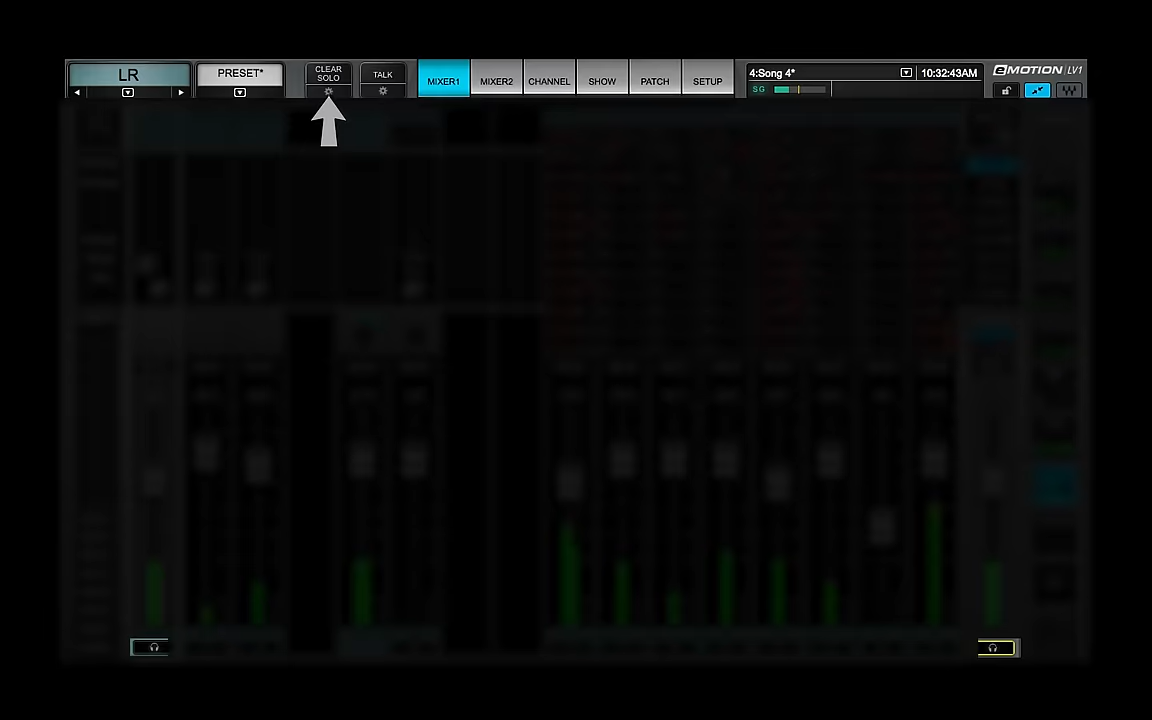 LR
PRESET*
CLEAR
SOLO
TALK
MIXER1
MIXER2
CHANNEL
SHOW
PATCH
SETUP
4:Song 4*
10:32:43AM
SG
eMOTION LV1